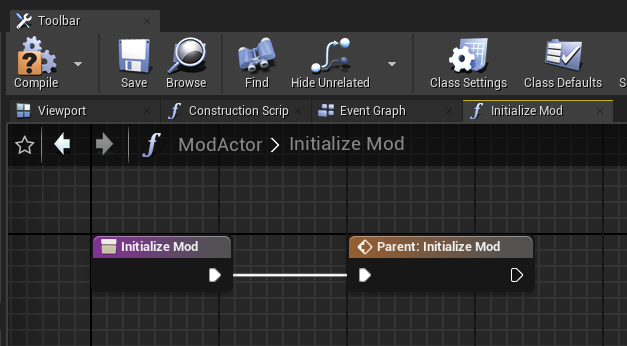 Toolbar
Compile
Save
Browse
Find
Hide Unrelated
Class Settings
Class Defaults
S
Viewport
Construction Scrip
Event Graph
Initialize Mod
ModActor > Initialize Mod
Initialize Mod
Parent: Initialize Mod